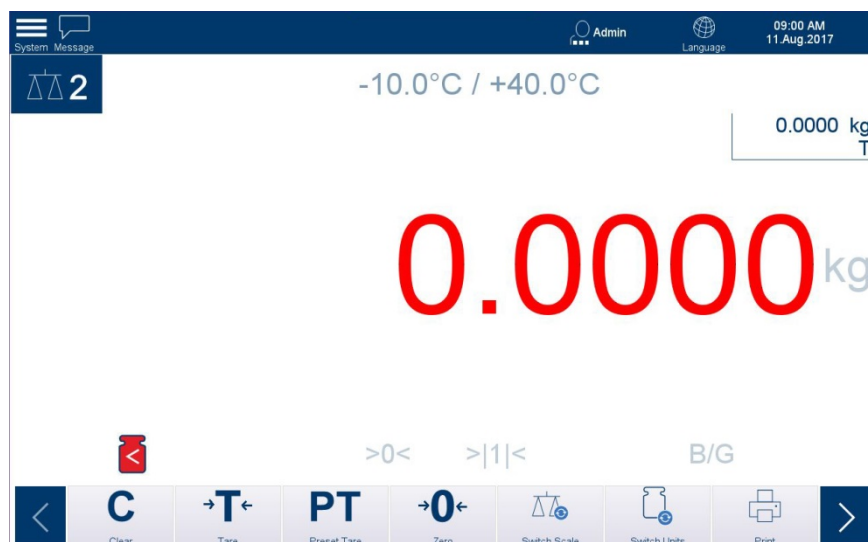 System Message
Admin
Language
09:00 AM
11.Aug.2017
2
-10.0°C / +40.0°C
0.0000 kg
T
0.0000 kg
>0< >|1|< B/G
C →T← PT →0←
Clear Tare Preset Tare Zero Switch Scale Switch Units Print